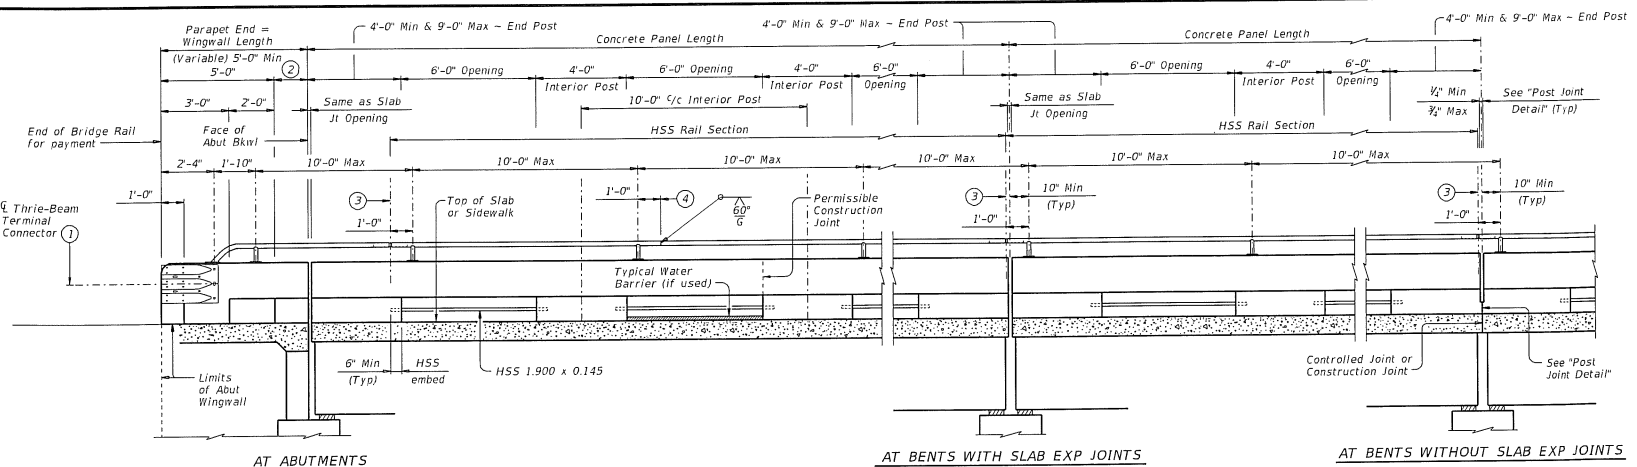 Parapet End =
Wingwall Length
(Variable) 5'-0" Min
4'-0" Min & 9'-0" Max ~ End Post
4'-0" Min & 9'-0" Max ~ End Post
4'-0" Min & 9'-0" Max ~ End Post
Concrete Panel Length
Concrete Panel Length
5'-0"
2
6'-0" Opening
4'-0"
Interior Post
6'-0" Opening
4'-0"
Interior Post
6'-0"
Opening
6'-0" Opening
4'-0"
Interior Post
6'-0"
Opening
3'-0"
2'-0"
Same as Slab
Jt Opening
10'-0" c/c Interior Post
Same as Slab
Jt Opening
¼" Min
¾" Max
See "Post Joint
Detail" (Typ)
End of Bridge Rail
for payment
Face of
Abut Bkwl
HSS Rail Section
HSS Rail Section
2'-4"
1'-10"
10'-0" Max
10'-0" Max
10'-0" Max
10'-0" Max
10'-0" Max
10'-0" Max
1'-0"
3
1'-0"
Top of Slab
or Sidewalk
1'-0"
4
60°
G
Permissible
Construction
Joint
3
10" Min
(Typ)
1'-0"
3
10" Min
(Typ)
1'-0"
℄ Thrie-Beam
Terminal
Connector 1
Typical Water
Barrier (if used)
6" Min
(Typ)
HSS
embed
HSS 1.900 x 0.145
Limits
of Abut
Wingwall
Controlled Joint or
Construction Joint
See "Post
Joint Detail"
AT ABUTMENTS
AT BENTS WITH SLAB EXP JOINTS
AT BENTS WITHOUT SLAB EXP JOINTS